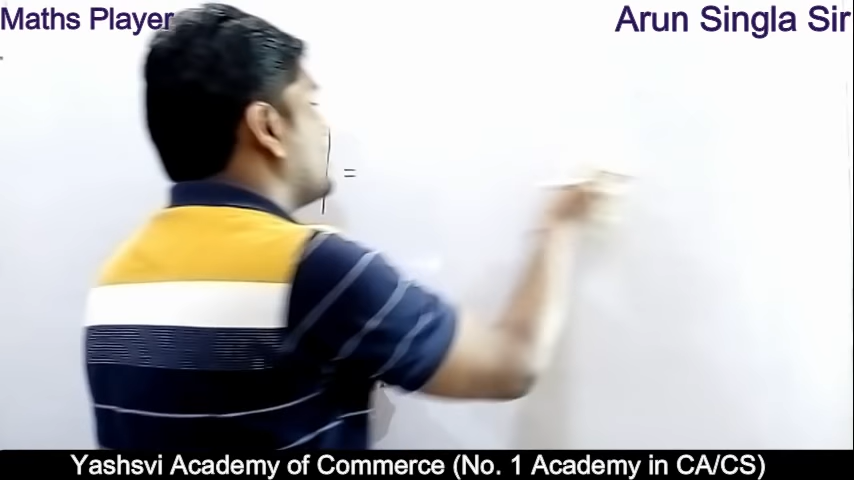 Maths Player
Arun Singla Sir
| =
Yashsvi Academy of Commerce (No. 1 Academy in CA/CS)